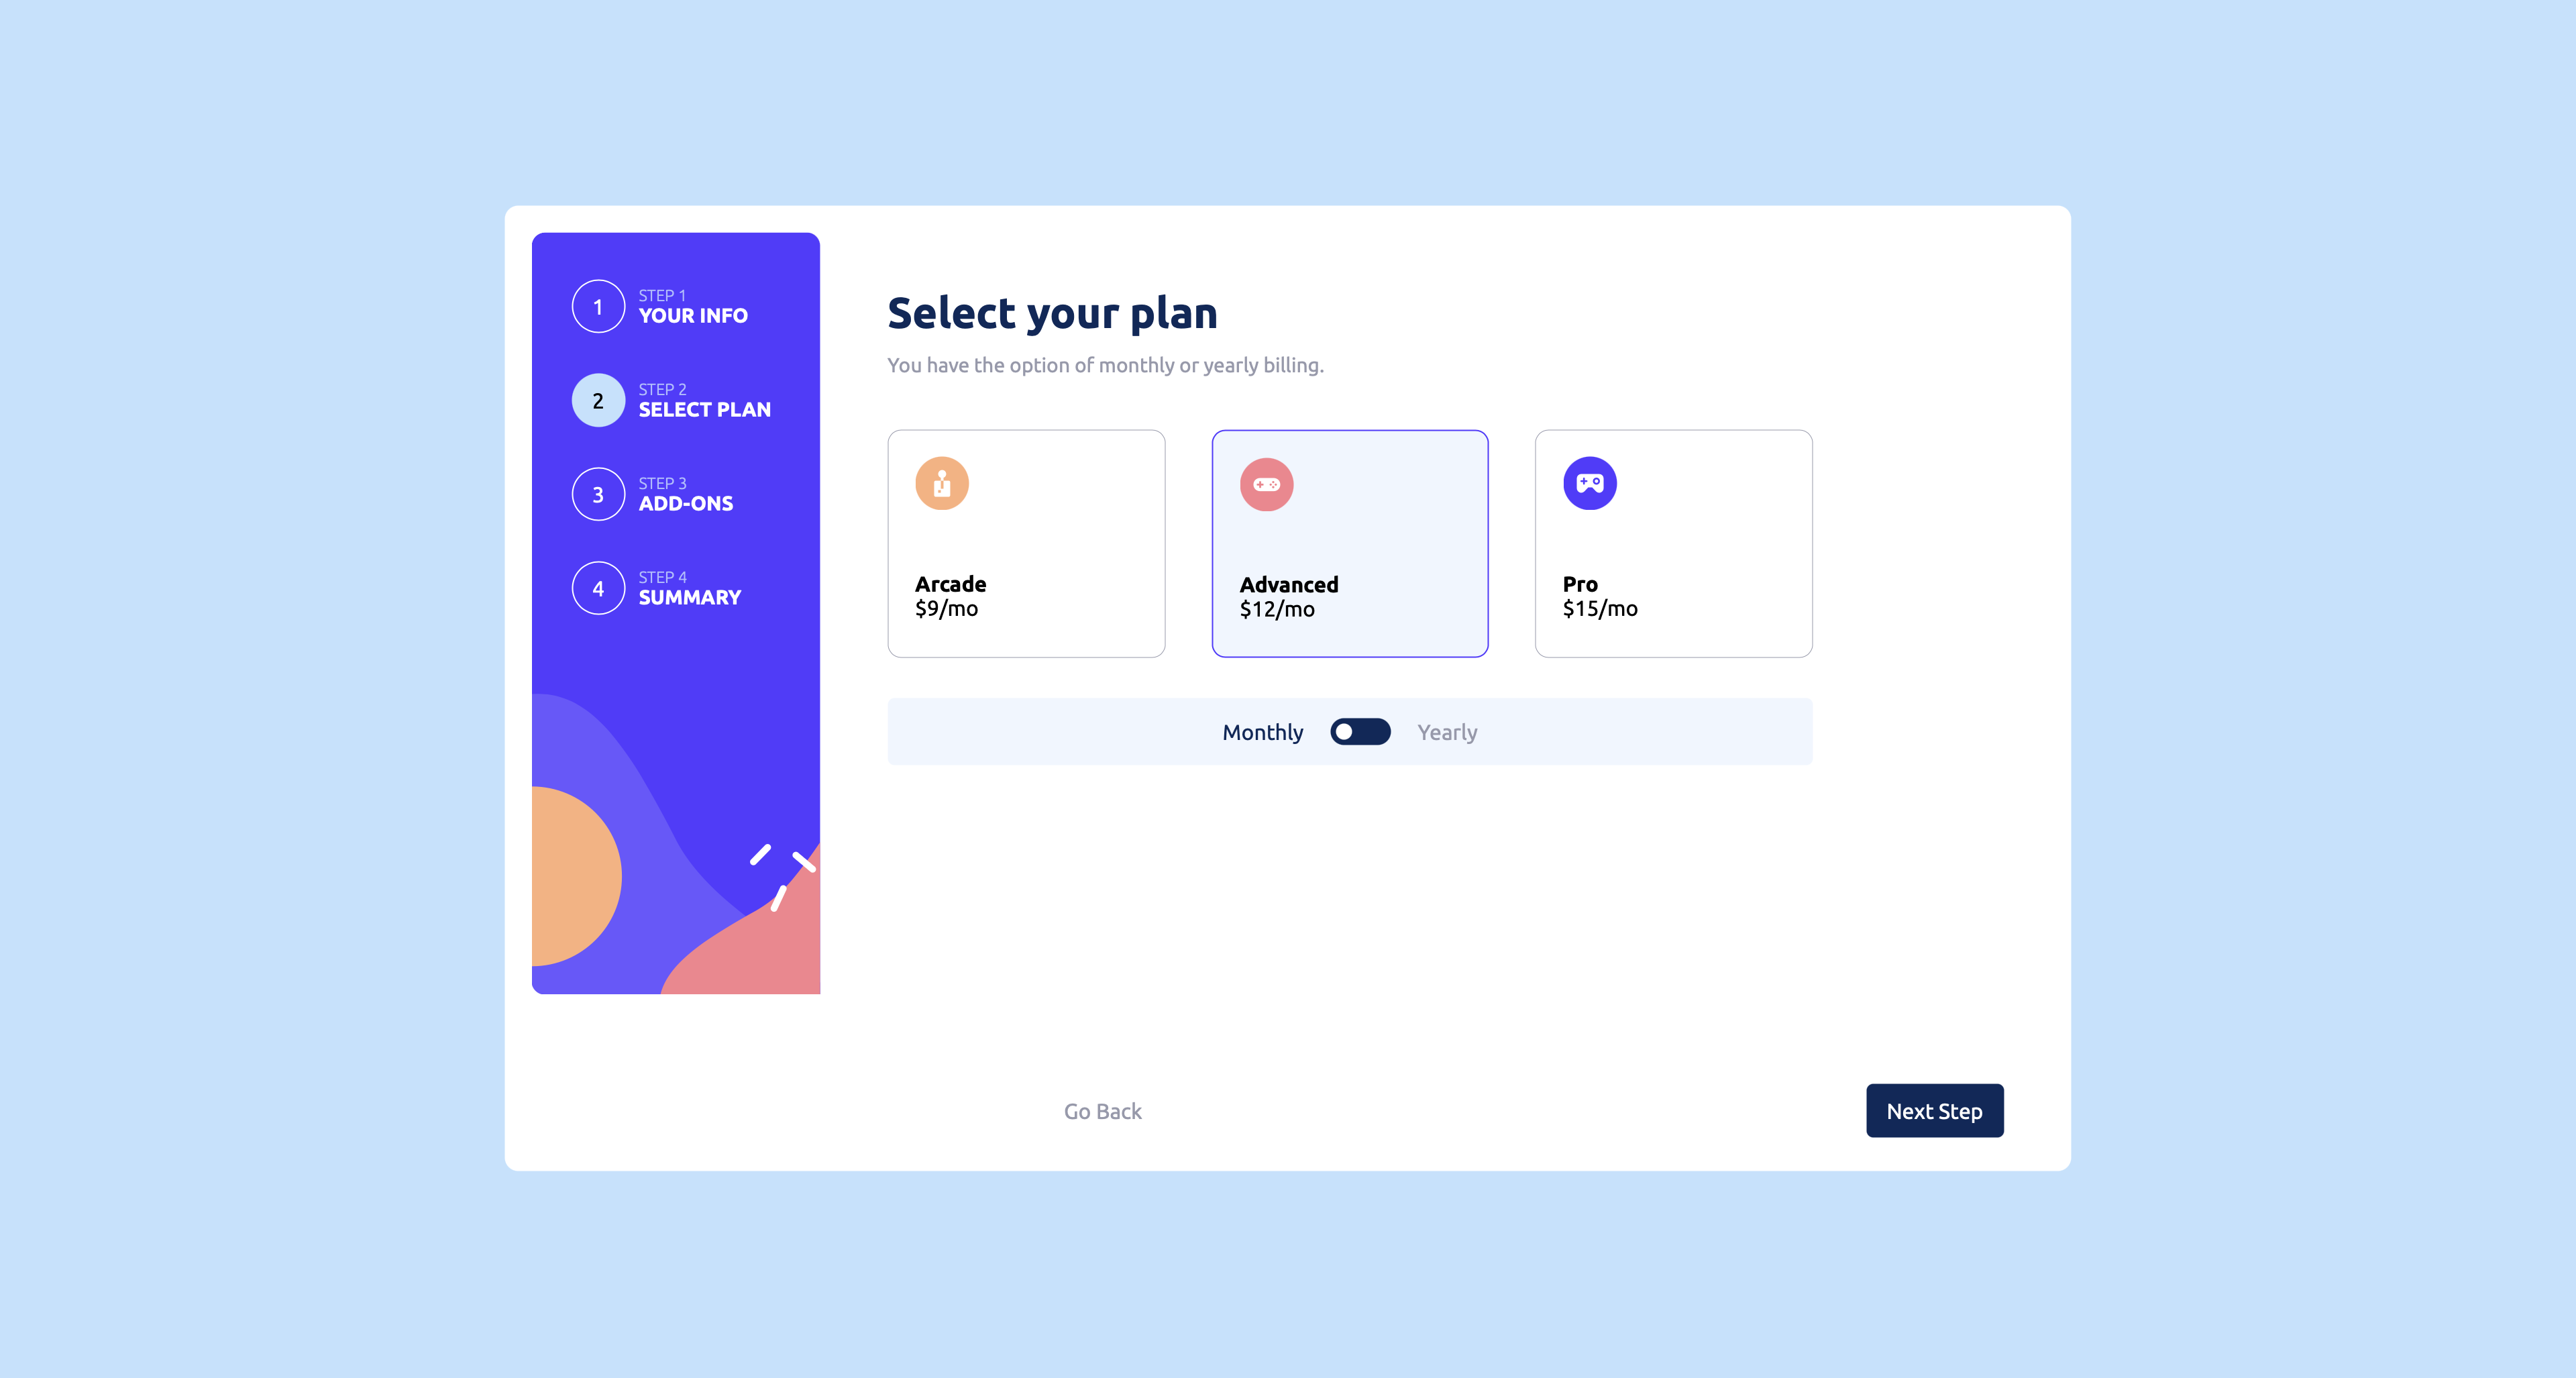 1
STEP 1
YOUR INFO
2
STEP 2
SELECT PLAN
3
STEP 3
ADD-ONS
4
STEP 4
SUMMARY
Select your plan
You have the option of monthly or yearly billing.
Arcade
$9/mo
Advanced
$12/mo
Pro
$15/mo
Monthly Yearly
Go Back
Next Step